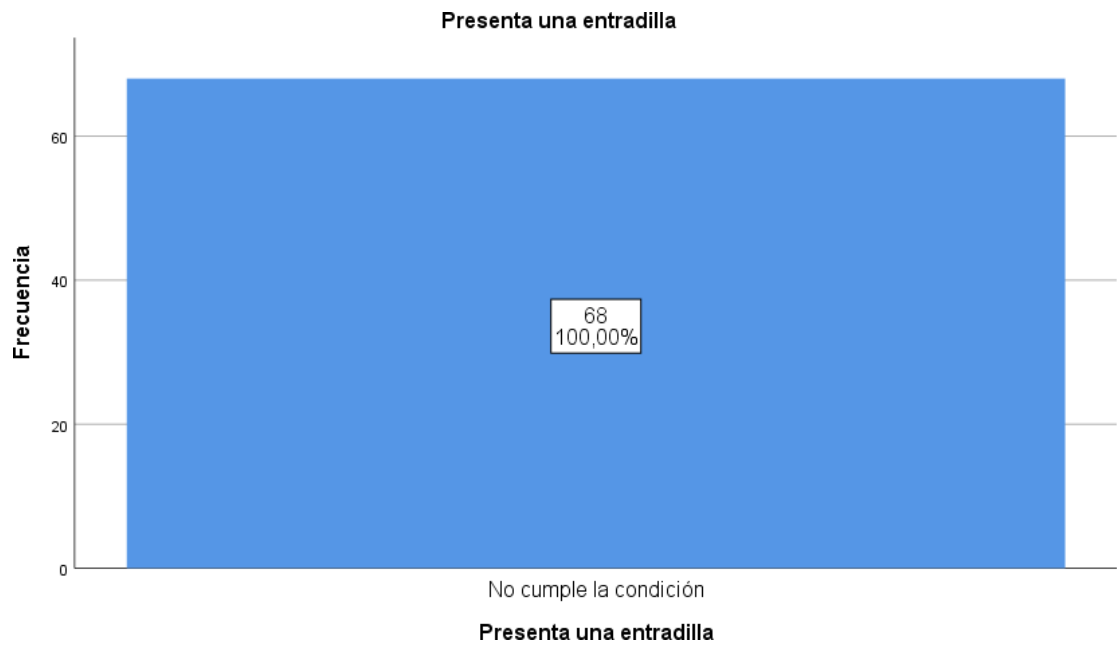 Presenta una entradilla
60
40
20
0
Frecuencia
68
100,00%
No cumple la condición
Presenta una entradilla